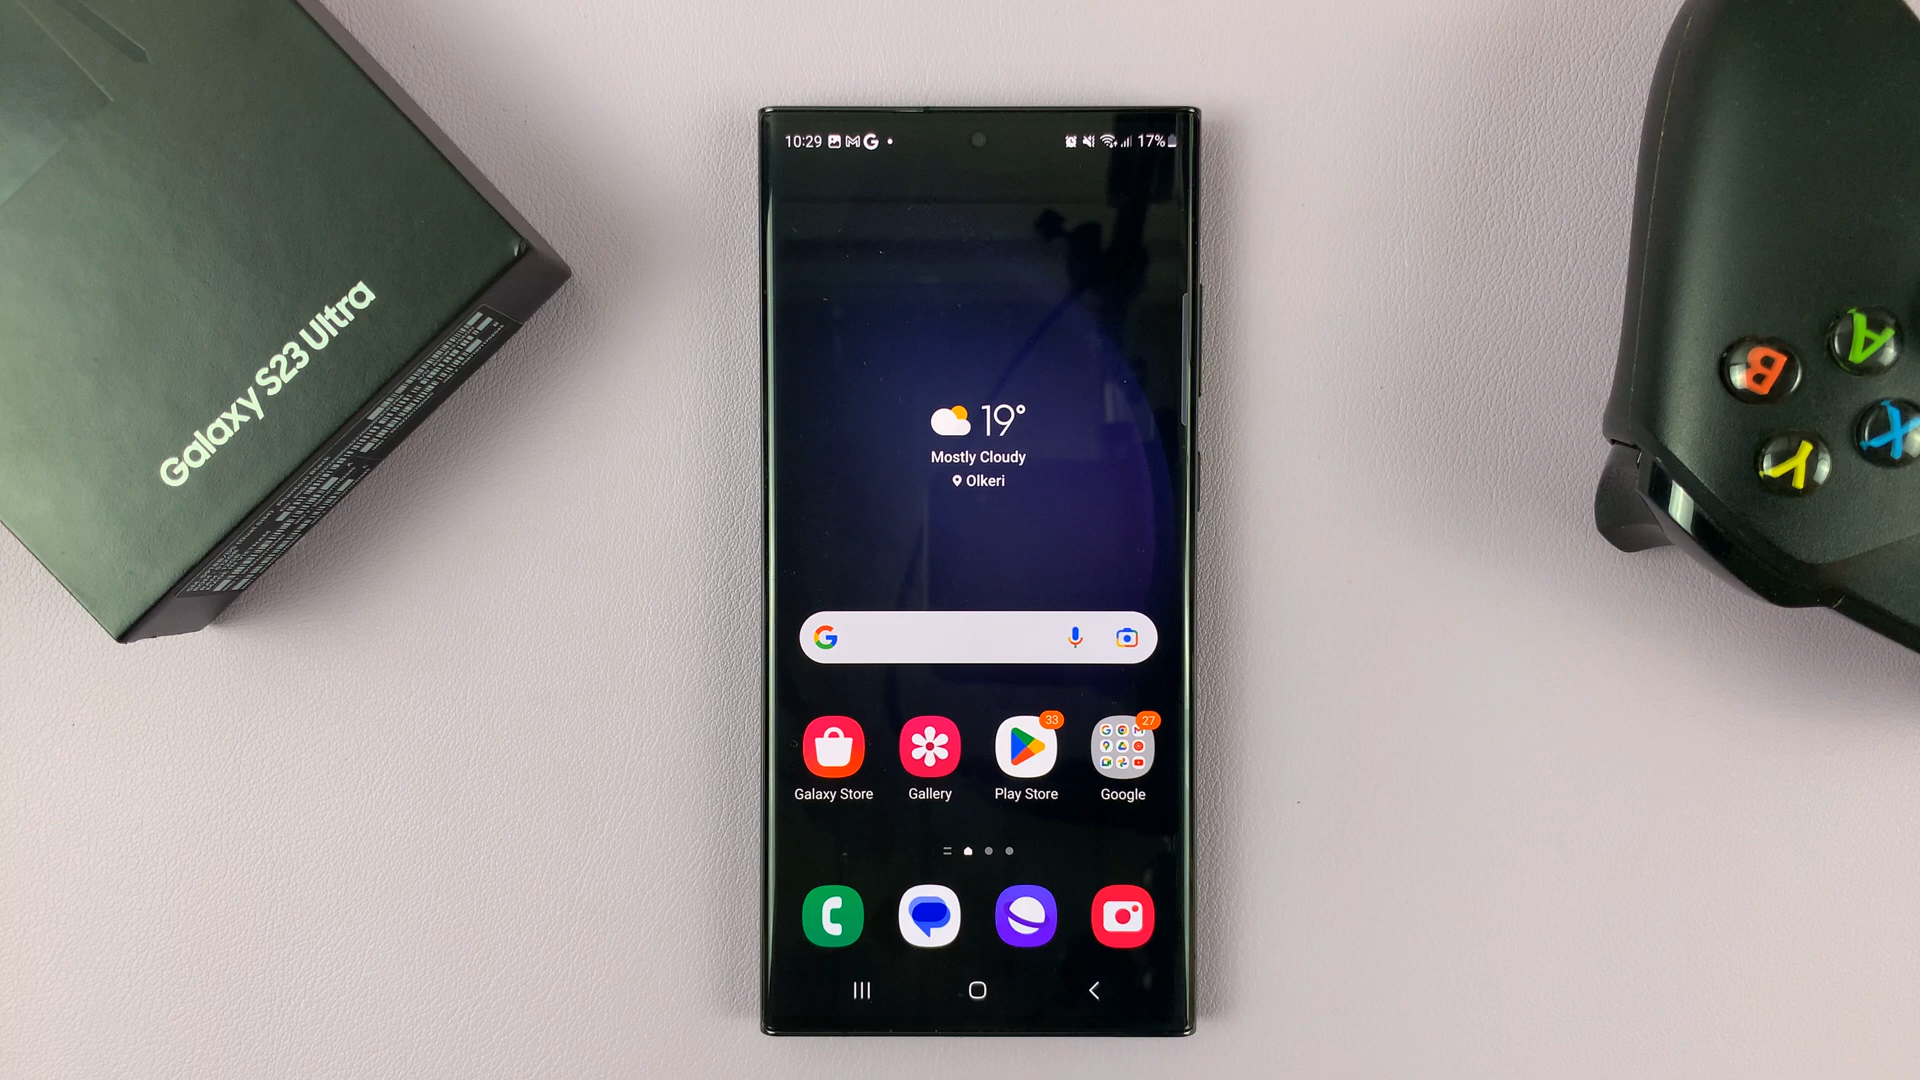 Galaxy S23 Ultra
10:29
17%
19°
Mostly Cloudy
Olkeri
33
27
Galaxy Store
Gallery
Play Store
Google
A
B
X
Y